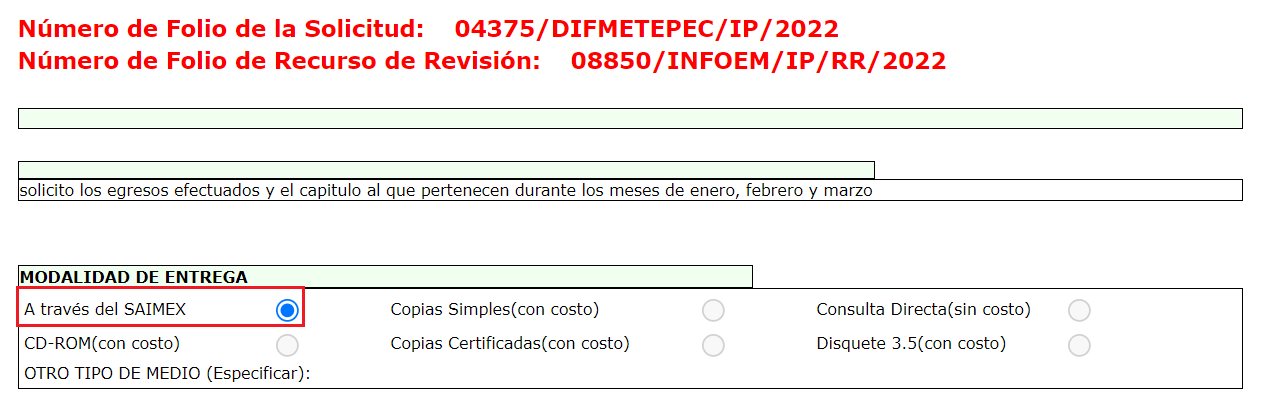 Número de Folio de la Solicitud: 04375/DIFMETEPEC/IP/2022
Número de Folio de Recurso de Revisión: 08850/INFOEM/IP/RR/2022
solicito los egresos efectuados y el capitulo al que pertenecen durante los meses de enero, febrero y marzo
MODALIDAD DE ENTREGA
A través del SAIMEX Copias Simples(con costo) Consulta Directa(sin costo)
CD-ROM(con costo) Copias Certificadas(con costo) Disquete 3.5(con costo)
OTRO TIPO DE MEDIO (Especificar):